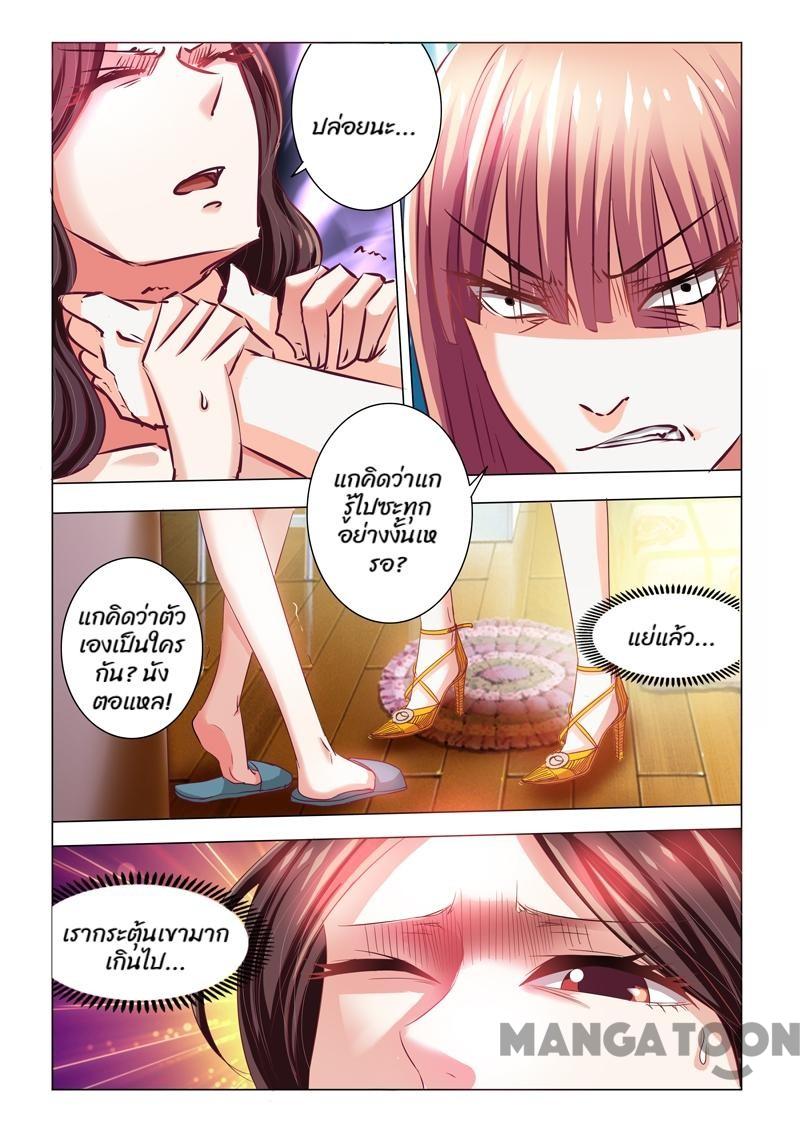 ปล่อยนะ...
แกคิดว่าแก
รู้ไปซะทุก
อย่างงั้นเห
รอ?
แกคิดว่าตัว
เองเป็นใคร
กัน? นัง
ตอแหล!
แย่แล้ว...
เรากระตุ้นเขามาก
เกินไป...
MANGATOON